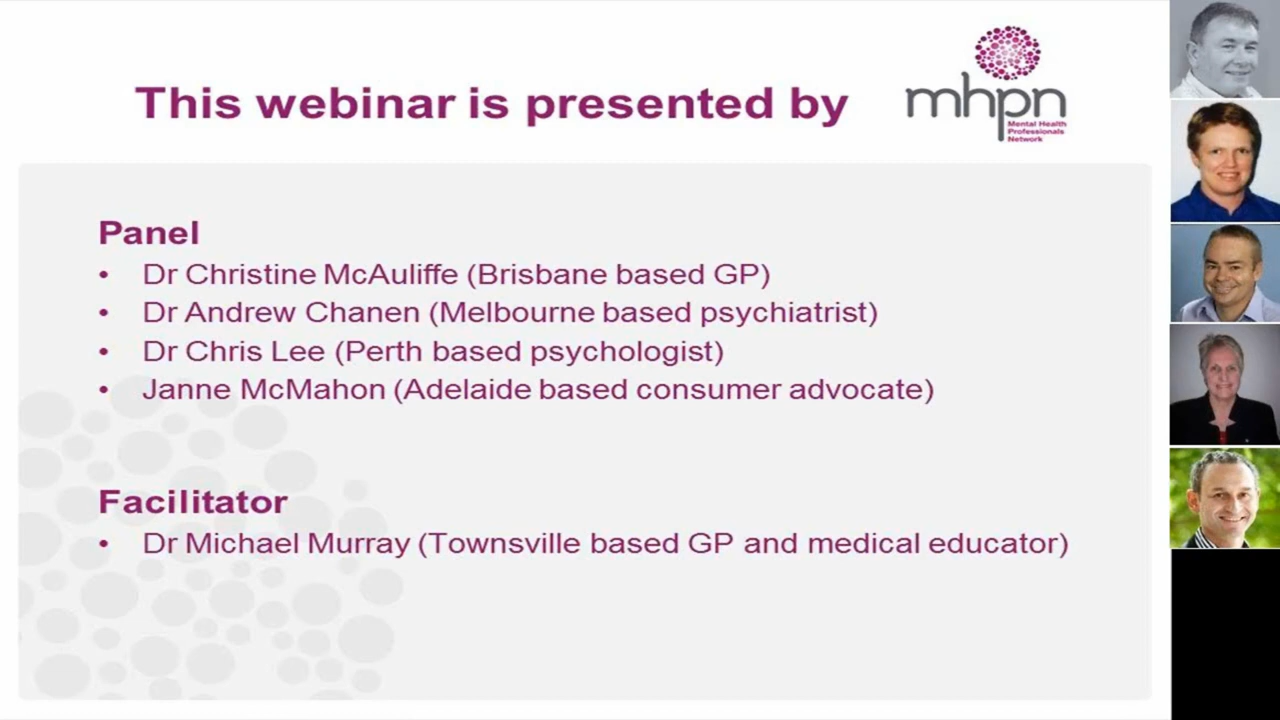 This webinar is presented by
mhpn
Mental Health
Professionals
Network
Panel
• Dr Christine McAuliffe (Brisbane based GP)
• Dr Andrew Chanen (Melbourne based psychiatrist)
• Dr Chris Lee (Perth based psychologist)
• Janne McMahon (Adelaide based consumer advocate)
Facilitator
• Dr Michael Murray (Townsville based GP and medical educator)